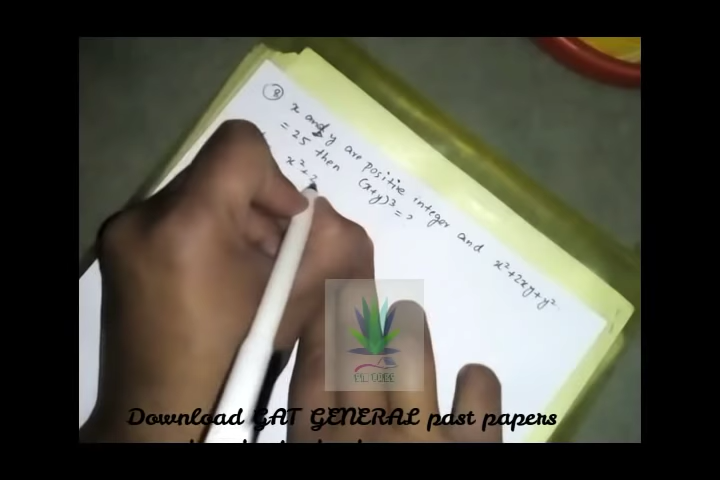 8 x and y are positive integer and x²+2xy+y².
= 25 then (x+y)³ = ?
x²+2
Download GAT GENERAL past papers